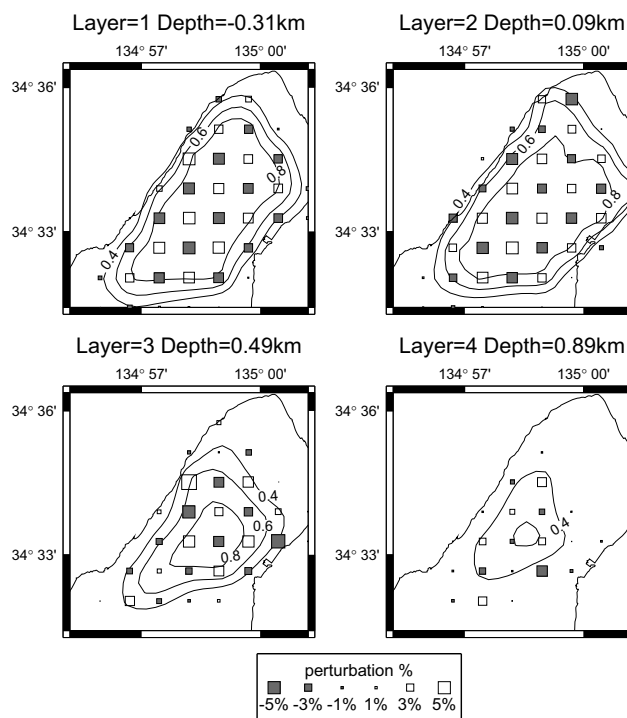 Layer=1 Depth=-0.31km
134° 57' 135° 00'
34° 36'
0.6
0.8
34° 33'
0.4
Layer=2 Depth=0.09km
134° 57' 135° 00'
34° 36'
0.6
0.4
0.8
34° 33'
Layer=3 Depth=0.49km
134° 57' 135° 00'
34° 36'
0.4
0.6
0.8
34° 33'
Layer=4 Depth=0.89km
134° 57' 135° 00'
34° 36'
0.4
34° 33'
perturbation %
-5% -3% -1% 1% 3% 5%